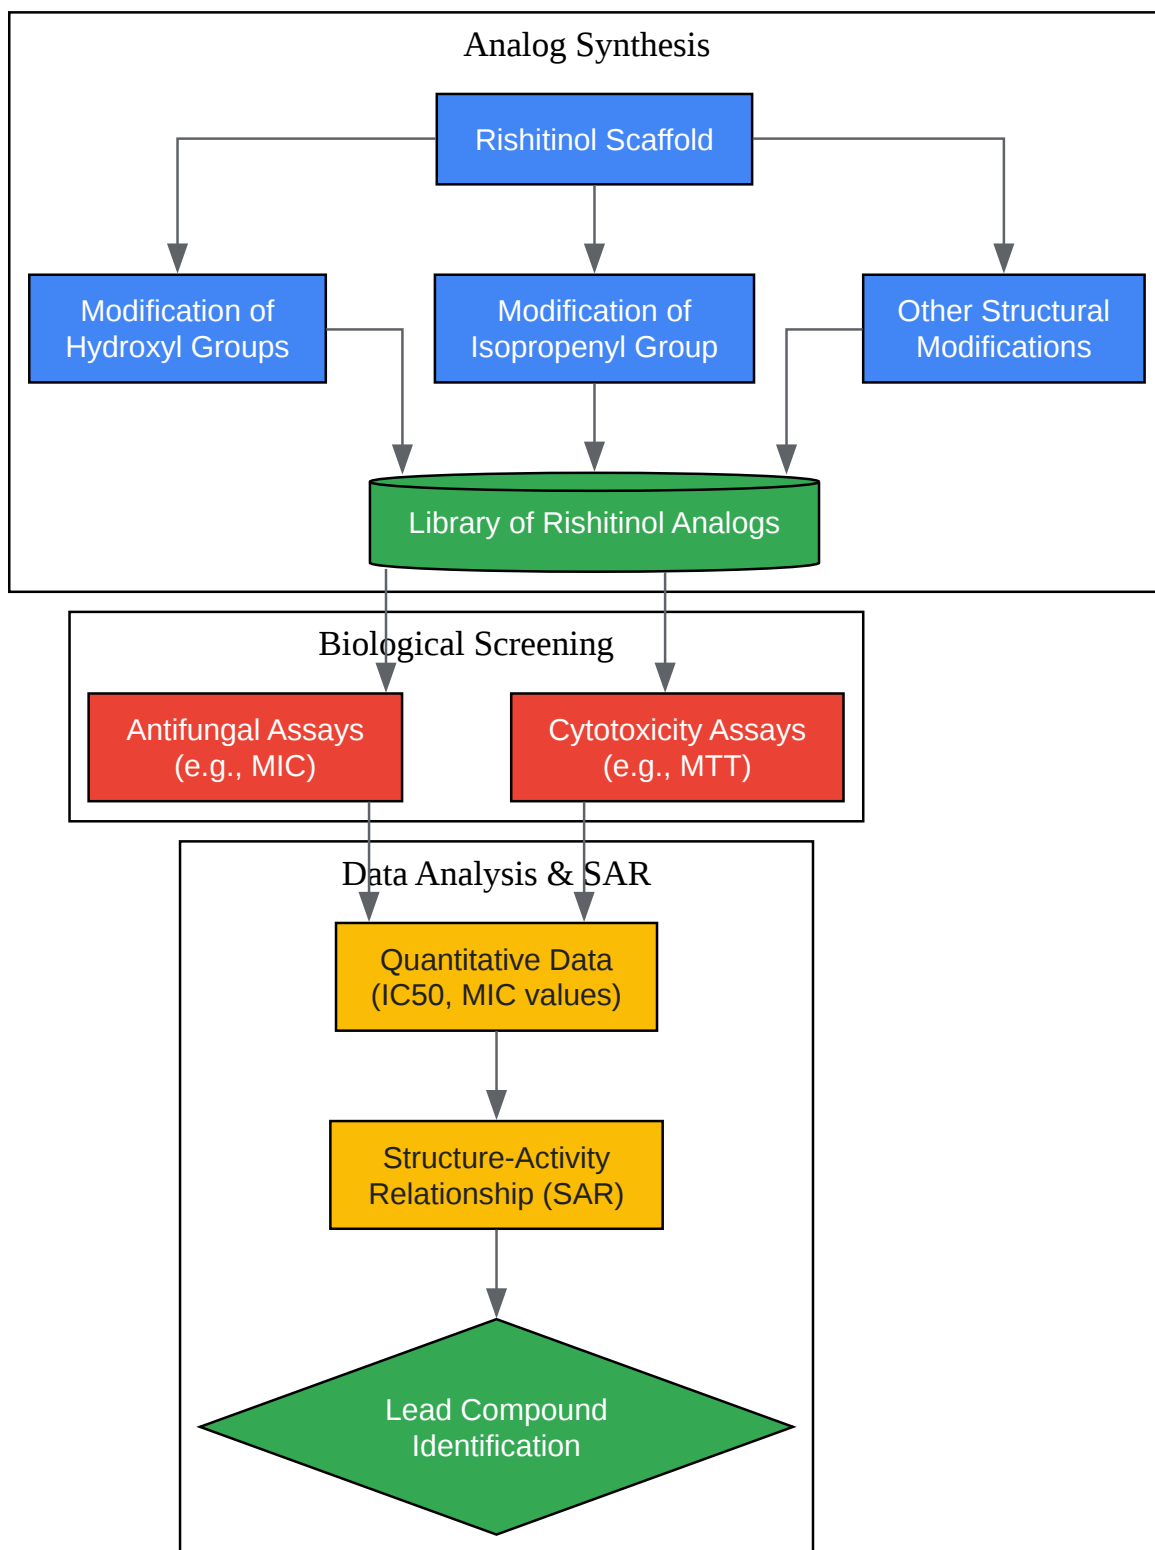 Analog Synthesis
Rishitinol Scaffold
Modification of
Hydroxyl Groups
Modification of
Isopropenyl Group
Other Structural
Modifications
Library of Rishitinol Analogs
Biological Screening
Antifungal Assays
(e.g., MIC)
Cytotoxicity Assays
(e.g., MTT)
Data Analysis & SAR
Quantitative Data
(IC50, MIC values)
Structure-Activity
Relationship (SAR)
Lead Compound
Identification